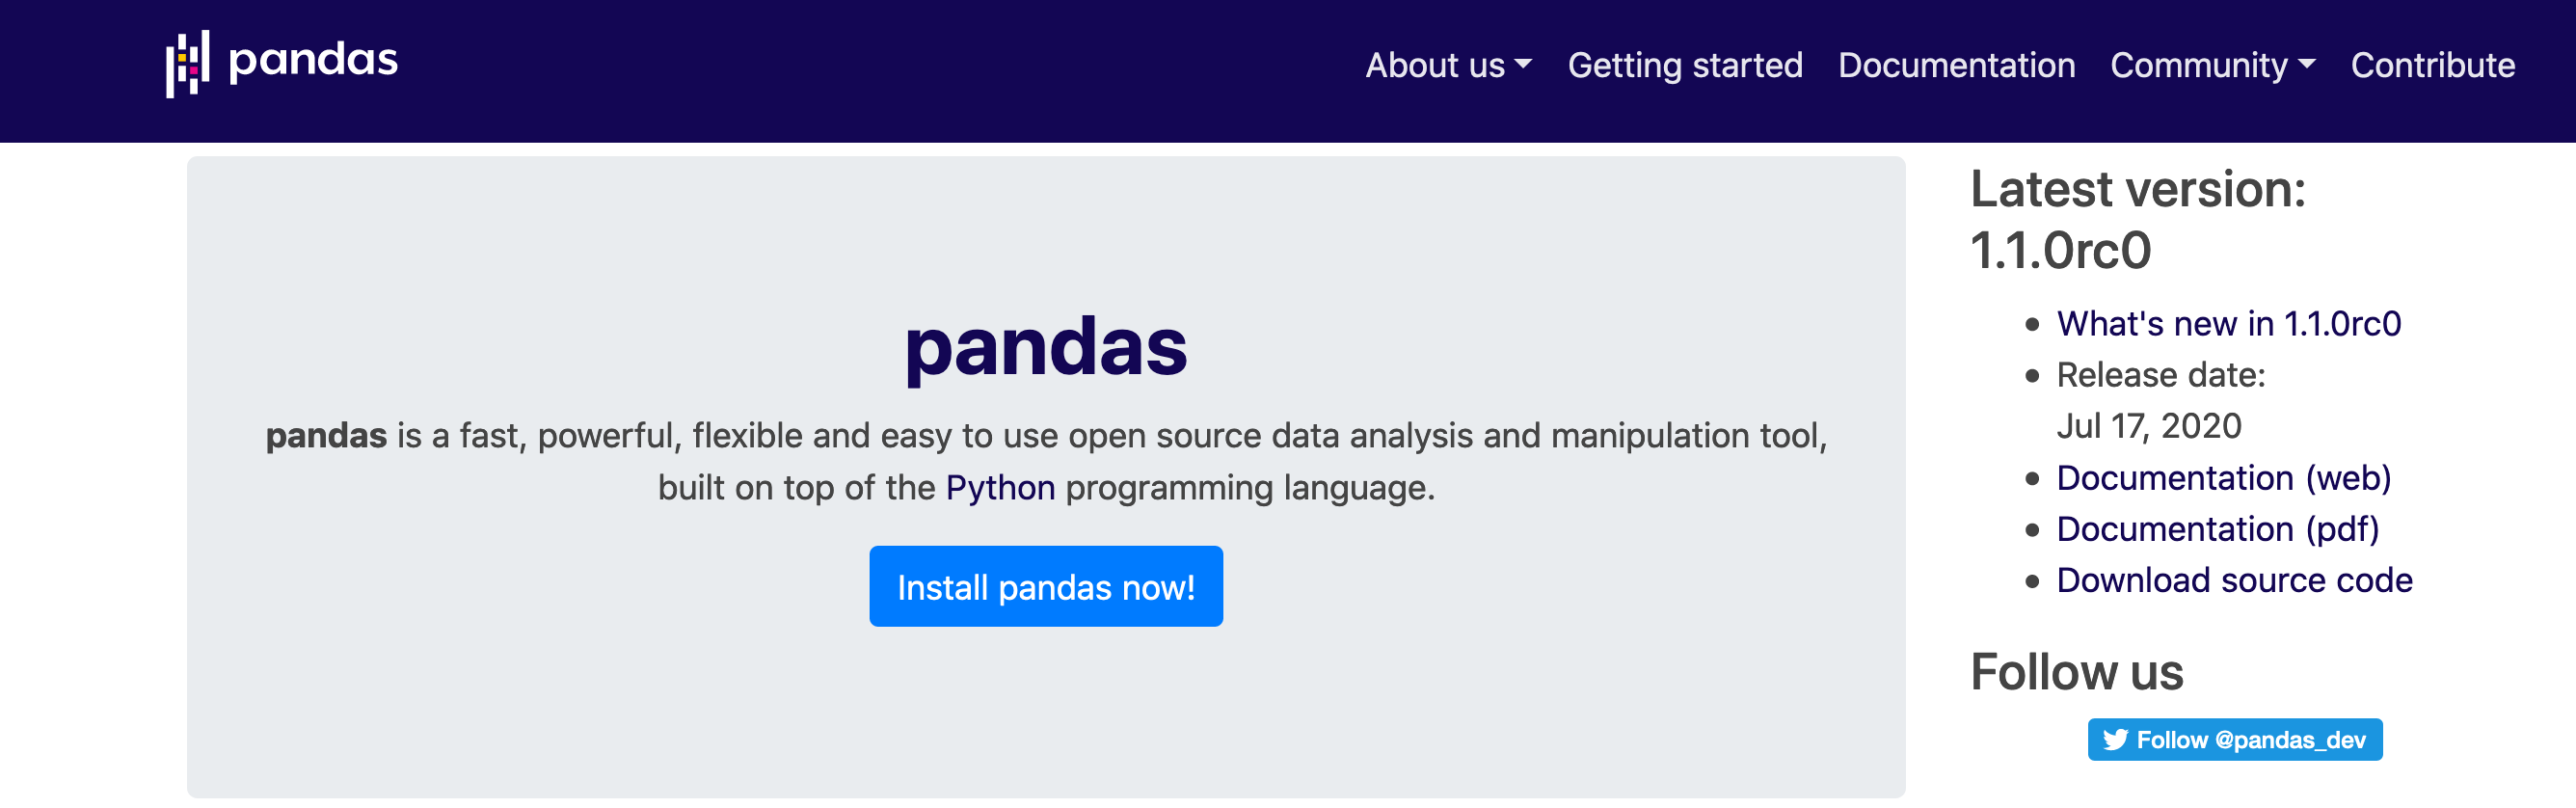 pandas
About us
Getting started
Documentation
Community
Contribute
pandas
pandas is a fast, powerful, flexible and easy to use open source data analysis and manipulation tool,
built on top of the Python programming language.
Install pandas now!
Latest version:
1.1.0rc0
What's new in 1.1.0rc0
Release date:
Jul 17, 2020
Documentation (web)
Documentation (pdf)
Download source code
Follow us
Follow @pandas_dev